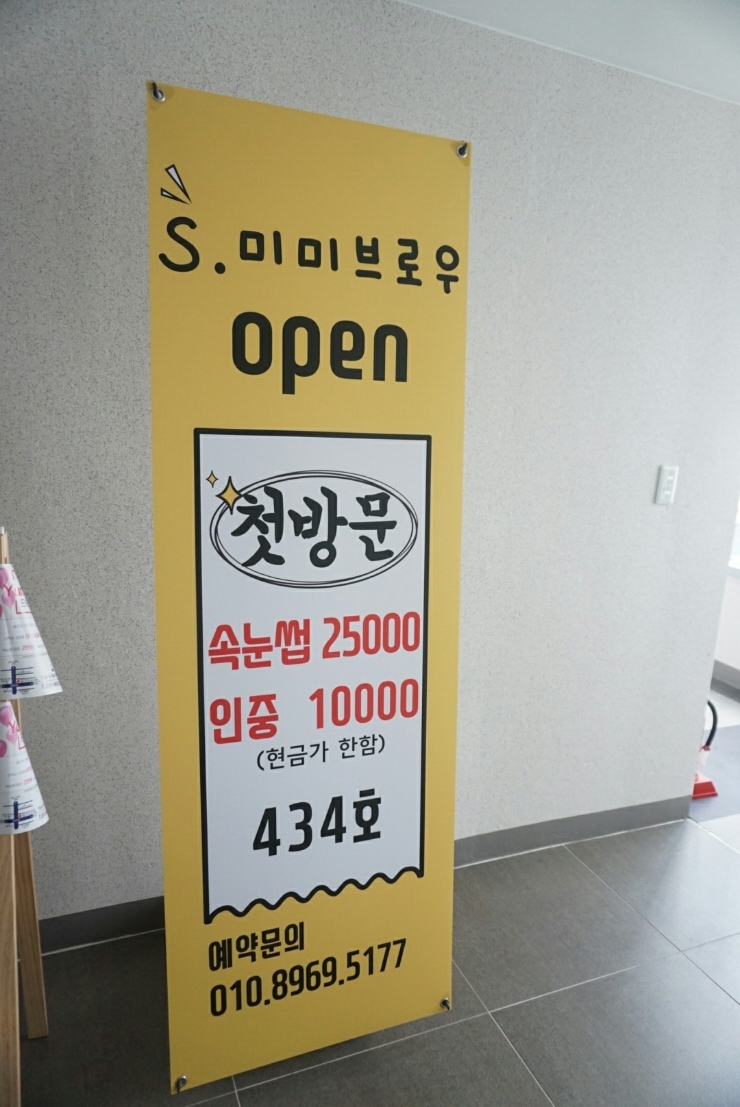 S.미미브로우
open
첫방문
속눈썹 25000
인중 10000
(현금가 한함)
434호
예약문의
010.8969.5177